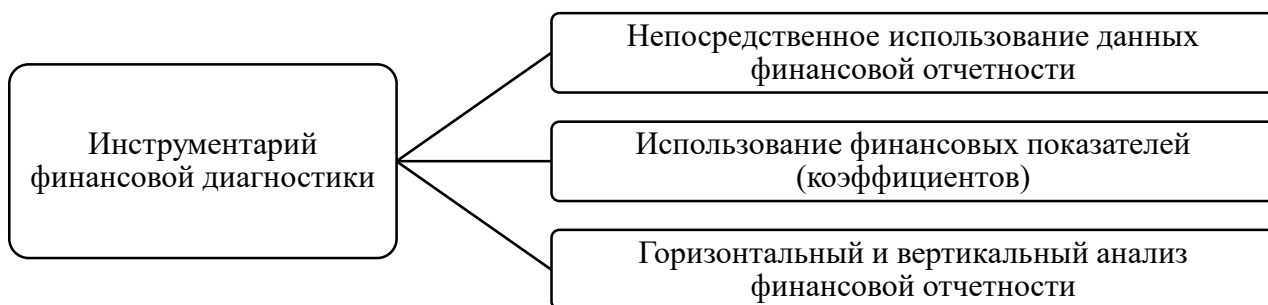 Инструментарий
финансовой диагностики
Непосредственное использование данных
финансовой отчетности
Использование финансовых показателей
(коэффициентов)
Горизонтальный и вертикальный анализ
финансовой отчетности